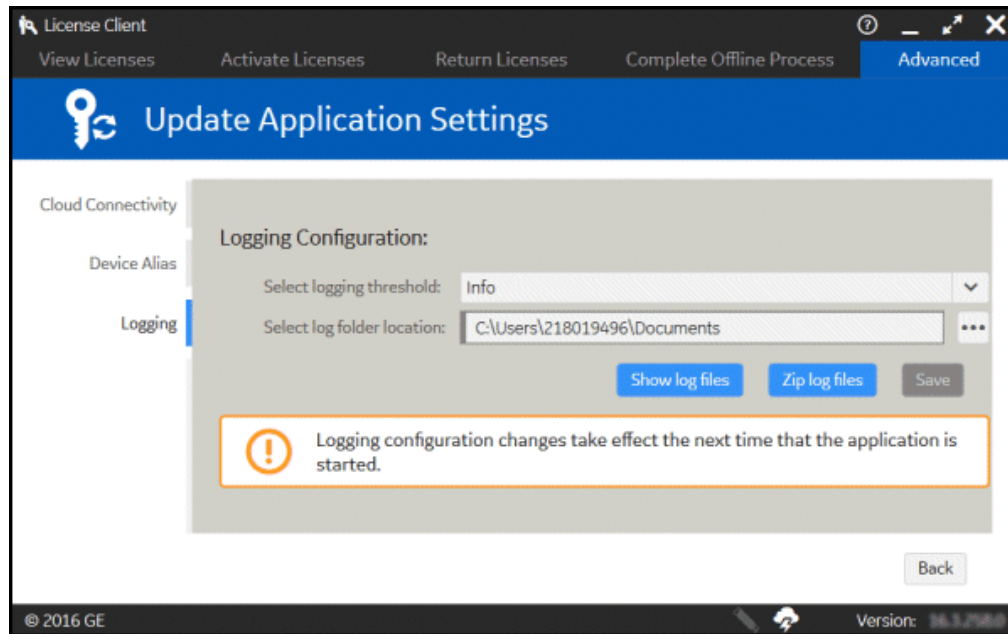 License Client
View Licenses
Activate Licenses
Return Licenses
Complete Offline Process
Advanced
Update Application Settings
Cloud Connectivity
Device Alias
Logging
Logging Configuration:
Select logging threshold:
Info
Select log folder location:
C:\Users\218019496\Documents
Show log files
Zip log files
Save
Logging configuration changes take effect the next time that the application is
started.
Back
© 2016 GE
Version: